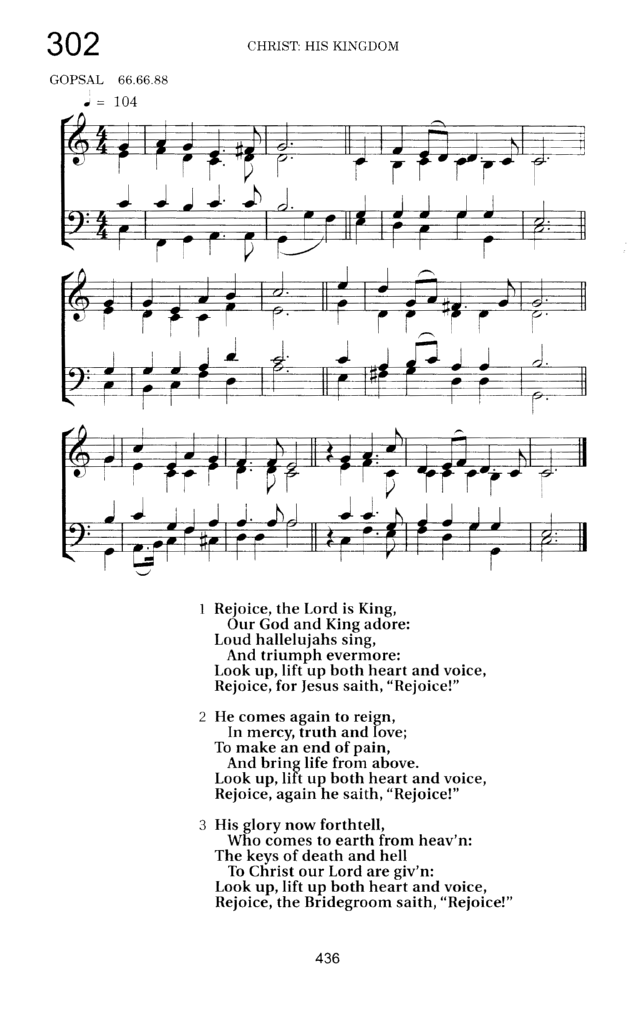 302
CHRIST: HIS KINGDOM
GOPSAL 66.66.88
♩ = 104
1 Rejoice, the Lord is King,
Our God and King adore:
Loud hallelujahs sing,
And triumph evermore:
Look up, lift up both heart and voice,
Rejoice, for Jesus saith, “Rejoice!”
2 He comes again to reign,
In mercy, truth and love;
To make an end of pain,
And bring life from above.
Look up, lift up both heart and voice,
Rejoice, again he saith, “Rejoice!”
3 His glory now forthtell,
Who comes to earth from heav’n:
The keys of death and hell
To Christ our Lord are giv’n:
Look up, lift up both heart and voice,
Rejoice, the Bridegroom saith, “Rejoice!”
436